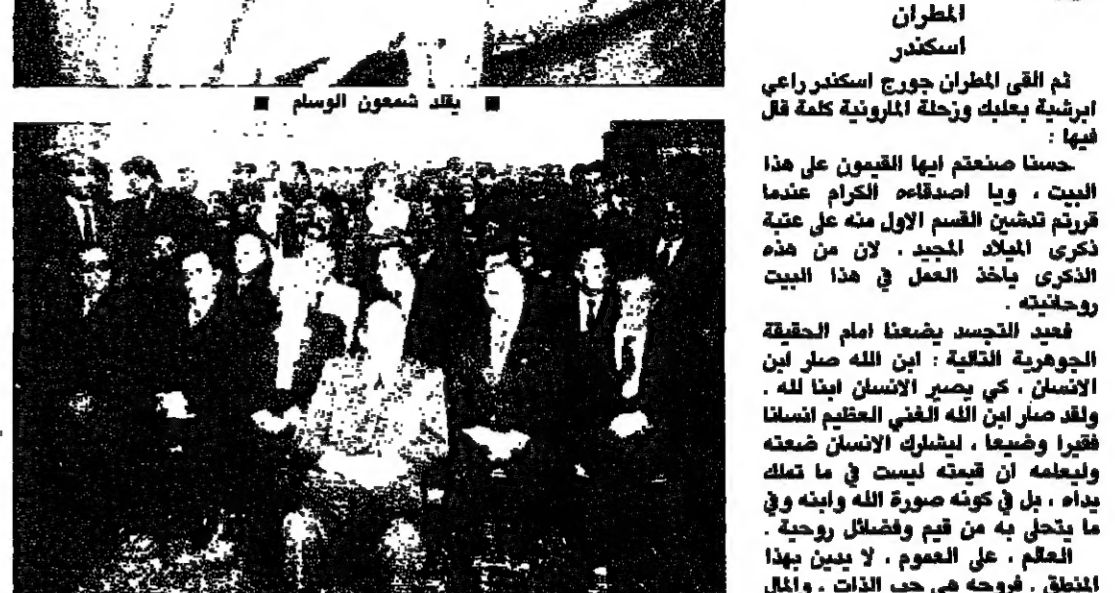 المطران
اسكندر
ثم القى المطران جورج اسكندر راعي
ابرشية بعلبك وزحلة المارونية كلمة قال
فيها :
ـ حسنا صنعتم ايها القيمون على هذا
البيت ، ويا اصدقاءه الكرام عندما
قررتم تدشين القسم الاول منه على عتبة
ذكرى الميلاد المجيد . لان من هذه
الذكرى ياخذ العمل في هذا البيت
روحانيته .
فعيد التجسد يضعنا امام الحقيقة
الجوهرية التالية : ابن الله صار ابن
الانسان ، كي يصير الانسان ابنا لله .
ولقد صار ابن الله الغني العظيم انسانا
فقيرا وضيعا ، ليشارك الانسان ضعته
وليعلمه ان قيمته ليست في ما تملك
يداه ، بل في كونه صورة الله وابنه وفي
ما يتحلى به من قيم وفضائل روحية .
العالم ، على العموم ، لا يدين بهذا
المنطق . فروحه هي حب الذات ، والمال
■ يقلد شمعون الوسام ■